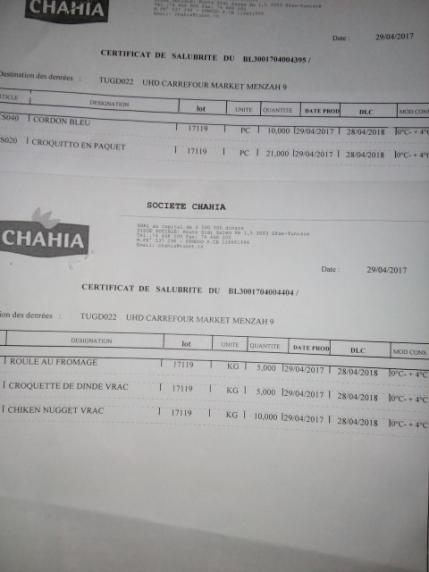 CHAHIA
Date : 29/04/2017
CERTIFICAT DE SALUBRITE DU BL3001704004395 /
Destination des denrées : TUGD022 UHD CARREFOUR MARKET MENZAH 9
DESIGNATION lot UNITE QUANTITE DATE PROD DLC MOD CONS
S040 CORDON BLEU 17119 PC 10,000 29/04/2017 28/04/2018 0°C- + 4°C
S020 CROQUITTO EN PAQUET 17119 PC 21,000 29/04/2017 28/04/2018 0°C- + 4°C
SOCIETE CHAHIA
CHAHIA
Date : 29/04/2017
CERTIFICAT DE SALUBRITE DU BL3001704004404 /
ion des denrées : TUGD022 UHD CARREFOUR MARKET MENZAH 9
DESIGNATION lot UNITE QUANTITE DATE PROD DLC MOD CONS
ROULE AU FROMAGE 17119 KG 5,000 29/04/2017 28/04/2018 0°C- + 4°C
CROQUETTE DE DINDE VRAC 17119 KG 5,000 29/04/2017 28/04/2018 0°C- + 4°C
CHIKEN NUGGET VRAC 17119 KG 10,000 29/04/2017 28/04/2018 0°C- + 4°C